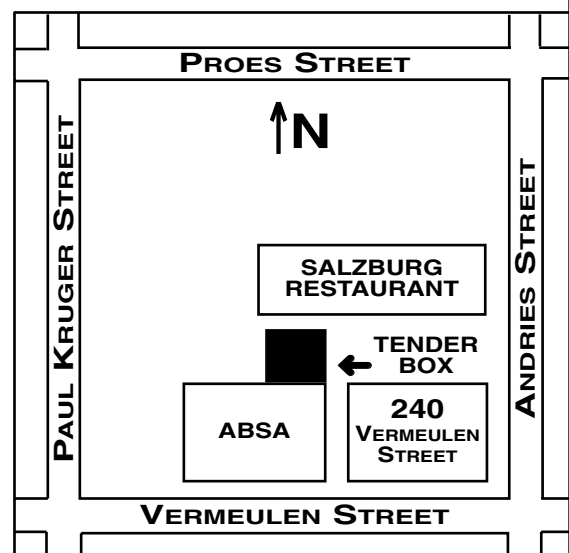 PROES STREET
N
PAUL KRUGER STREET
ANDRIES STREET
SALZBURG
RESTAURANT
TENDER
BOX
ABSA
240
VERMEULEN
STREET
VERMEULEN STREET